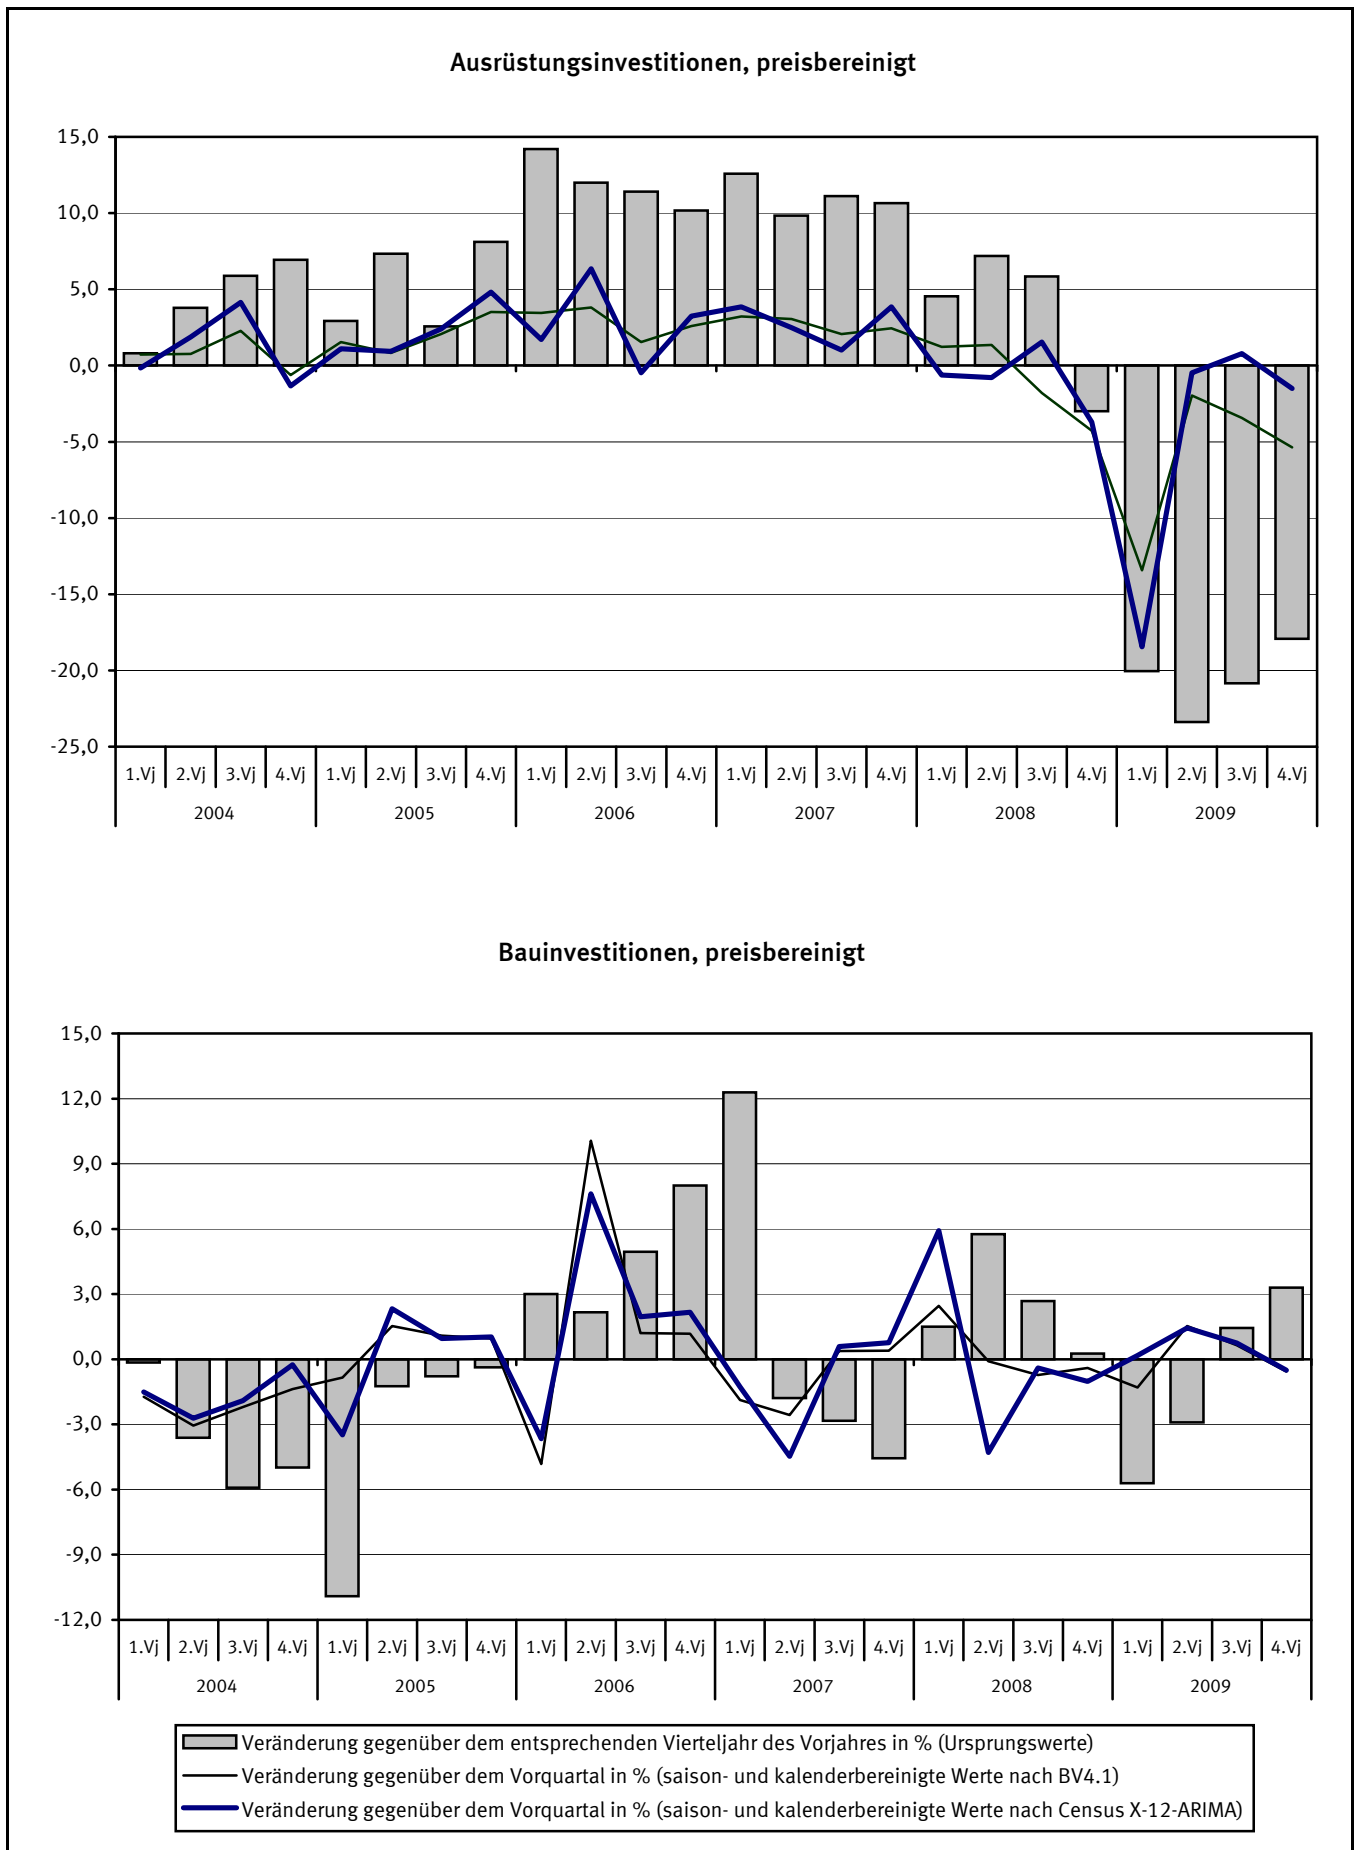 Ausrüstungsinvestitionen, preisbereinigt
15,0
10,0
5,0
0,0
-5,0
-10,0
-15,0
-20,0
-25,0
1.Vj 2.Vj 3.Vj 4.Vj 1.Vj 2.Vj 3.Vj 4.Vj 1.Vj 2.Vj 3.Vj 4.Vj 1.Vj 2.Vj 3.Vj 4.Vj 1.Vj 2.Vj 3.Vj 4.Vj 1.Vj 2.Vj 3.Vj 4.Vj
2004 2005 2006 2007 2008 2009
Bauinvestitionen, preisbereinigt
15,0
12,0
9,0
6,0
3,0
0,0
-3,0
-6,0
-9,0
-12,0
1.Vj 2.Vj 3.Vj 4.Vj 1.Vj 2.Vj 3.Vj 4.Vj 1.Vj 2.Vj 3.Vj 4.Vj 1.Vj 2.Vj 3.Vj 4.Vj 1.Vj 2.Vj 3.Vj 4.Vj 1.Vj 2.Vj 3.Vj 4.Vj
2004 2005 2006 2007 2008 2009
Veränderung gegenüber dem entsprechenden Vierteljahr des Vorjahres in % (Ursprungswerte)
Veränderung gegenüber dem Vorquartal in % (saison- und kalenderbereinigte Werte nach BV4.1)
Veränderung gegenüber dem Vorquartal in % (saison- und kalenderbereinigte Werte nach Census X-12-ARIMA)